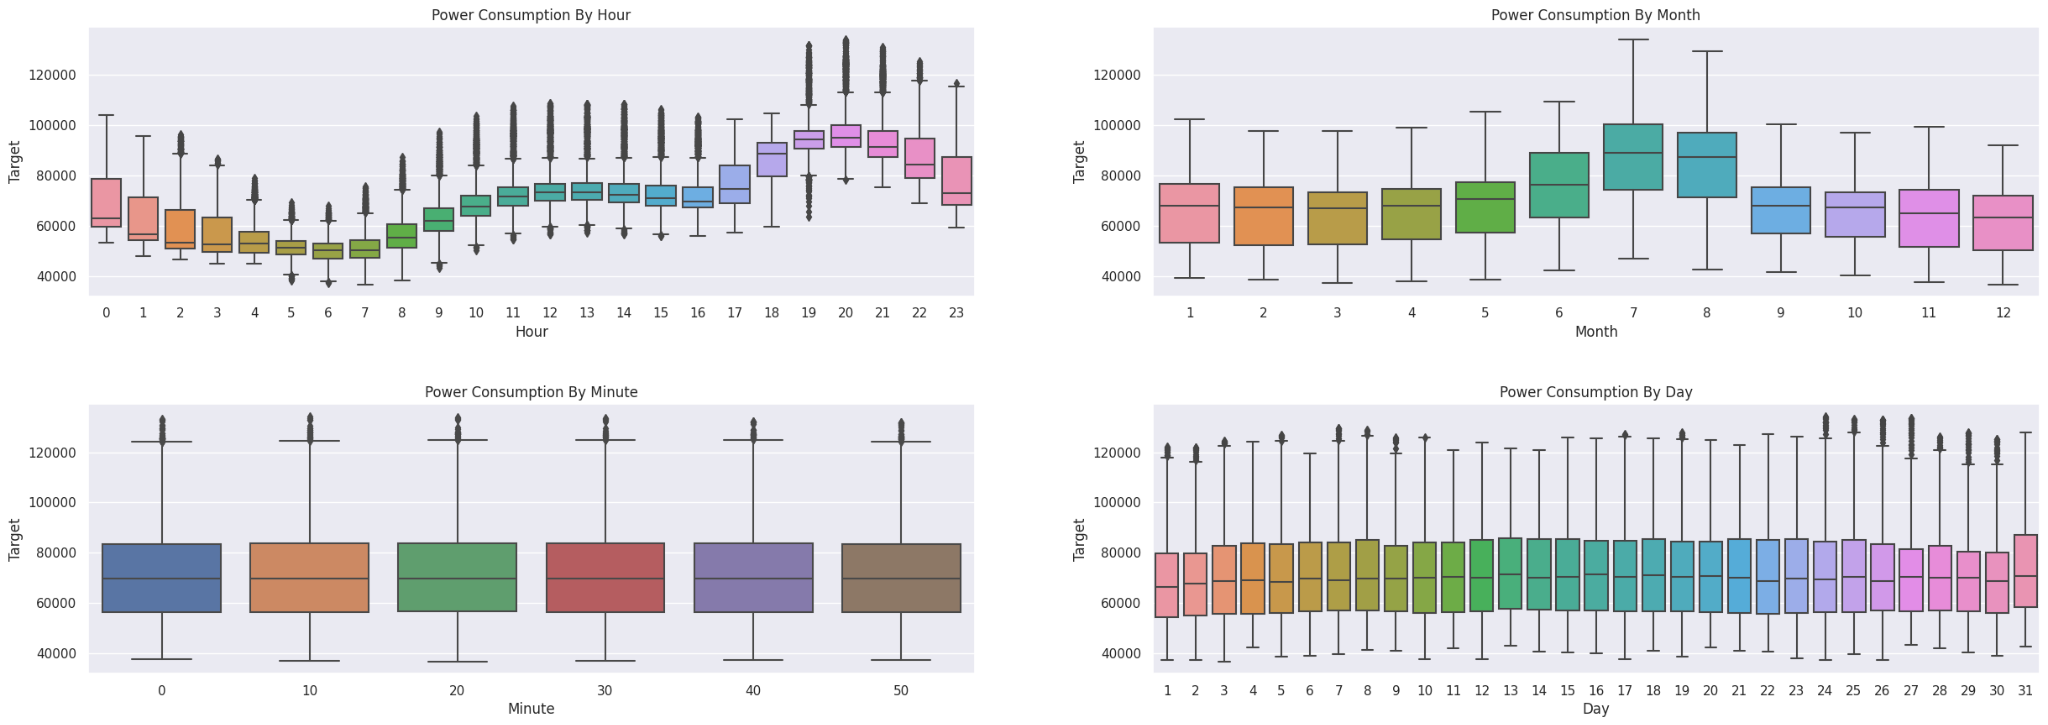 Power Consumption By Hour
Target
120000
100000
80000
60000
40000
0 1 2 3 4 5 6 7 8 9 10 11 12 13 14 15 16 17 18 19 20 21 22 23
Hour
Power Consumption By Month
Target
120000
100000
80000
60000
40000
1 2 3 4 5 6 7 8 9 10 11 12
Month
Power Consumption By Minute
Target
120000
100000
80000
60000
40000
0 10 20 30 40 50
Minute
Power Consumption By Day
Target
120000
100000
80000
60000
40000
1 2 3 4 5 6 7 8 9 10 11 12 13 14 15 16 17 18 19 20 21 22 23 24 25 26 27 28 29 30 31
Day